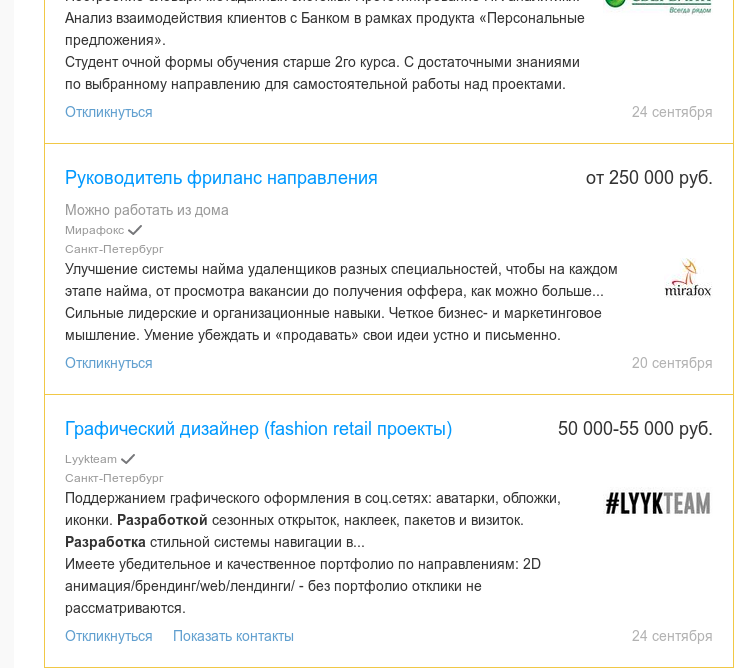 Анализ взаимодействия клиентов с Банком в рамках продукта «Персональные
предложения».
Студент очной формы обучения старше 2го курса. С достаточными знаниями
по выбранному направлению для самостоятельной работы над проектами.
Всегда рядом
Откликнуться 24 сентября
Руководитель фриланс направления от 250 000 руб.
Можно работать из дома
Мирафокс
Санкт-Петербург
Улучшение системы найма удаленщиков разных специальностей, чтобы на каждом
этапе найма, от просмотра вакансии до получения оффера, как можно больше...
Сильные лидерские и организационные навыки. Четкое бизнес- и маркетинговое
мышление. Умение убеждать и «продавать» свои идеи устно и письменно.
mirafox
Откликнуться 20 сентября
Графический дизайнер (fashion retail проекты) 50 000-55 000 руб.
Lyykteam
Санкт-Петербург
Поддержанием графического оформления в соц.сетях: аватарки, обложки,
иконки. Разработкой сезонных открыток, наклеек, пакетов и визиток.
Разработка стильной системы навигации в...
Имеете убедительное и качественное портфолио по направлениям: 2D
анимация/брендинг/web/лендинги/ - без портфолио отклики не
рассматриваются.
#LYYKTEAM
Откликнуться Показать контакты 24 сентября